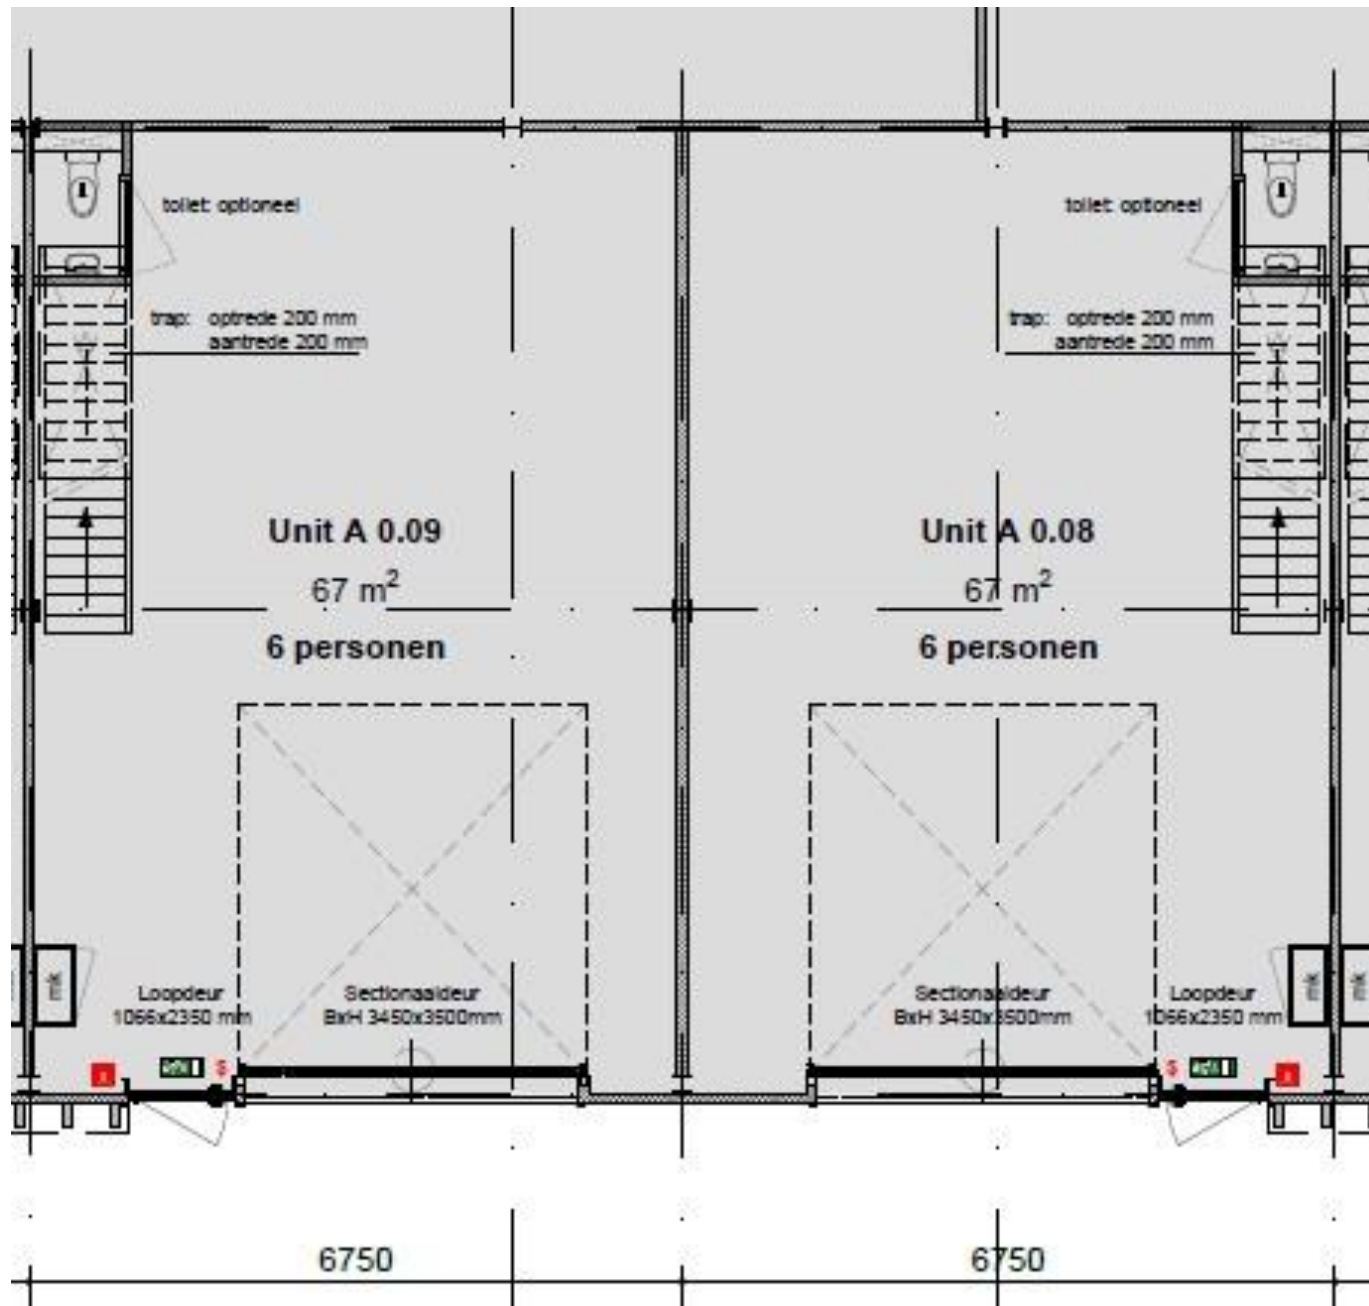 toilet: optioneel
toilet: optioneel
trap: optrede 200 mm
aantrede 200 mm
trap: optrede 200 mm
aantrede 200 mm
Unit A 0.09
67 m²
6 personen
Unit A 0.08
67 m²
6 personen
mk
Loopdeur
1066x2350 mm
Sectionaaldeur
BxH 3450x3500mm
Sectionaaldeur
BxH 3450x3500mm
Loopdeur
1066x2350 mm
mk
mk
S
S
6750
6750